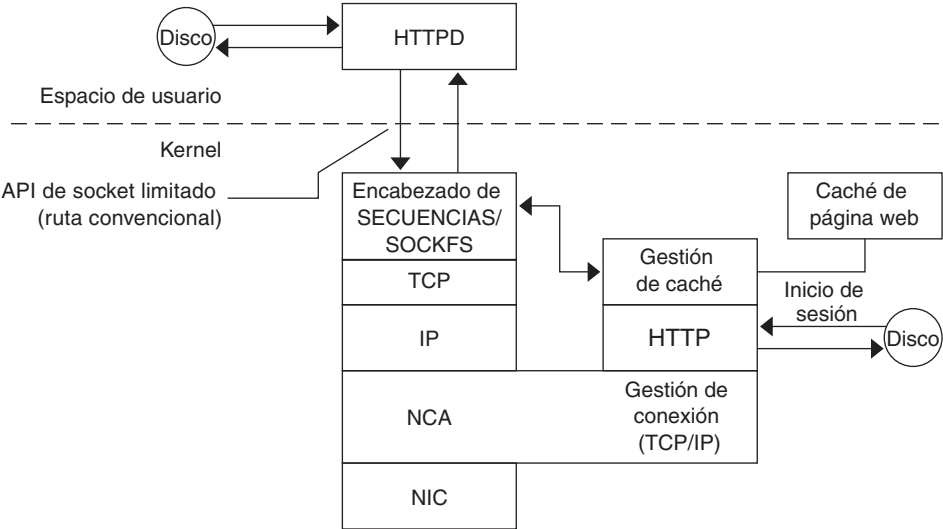 Disco
HTTPD
Espacio de usuario
Kernel
API de socket limitado
(ruta convencional)
Encabezado de
SECUENCIAS/
SOCKFS
TCP
IP
NCA
NIC
Gestión
de caché
HTTP
Gestión de
conexión
(TCP/IP)
Caché de
página web
Inicio de
sesión
Disco